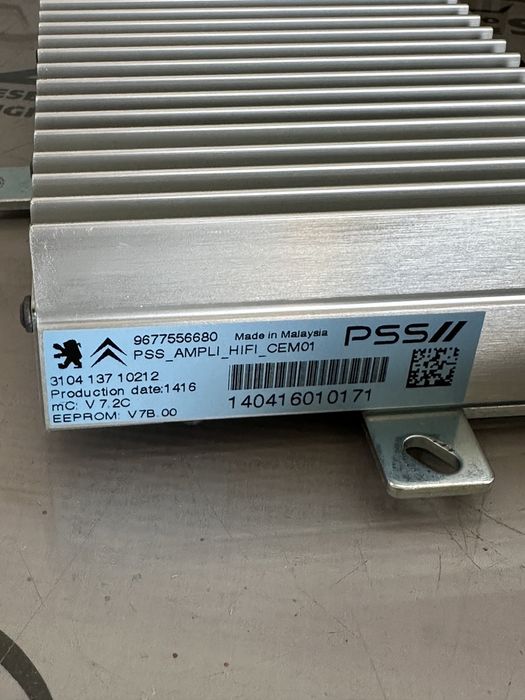 9677556680 Made in Malaysia PSS//
PSS_AMPLi_HIFI_CEM01
3104 137 10212
Production date:1416
mC: V 7.2C
EEPROM: V7B.00
140416010171